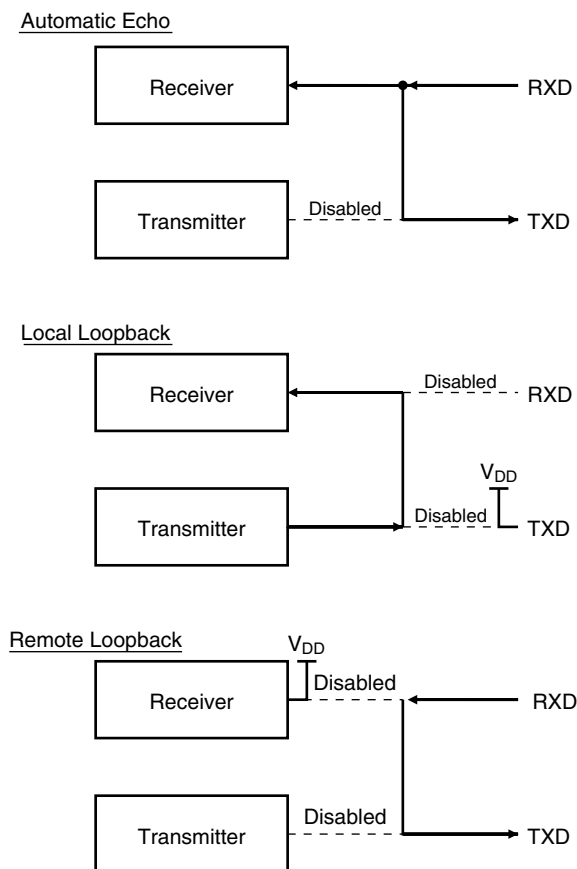 Automatic Echo
Receiver
RXD
Transmitter
Disabled
TXD
Local Loopback
Receiver
Disabled
RXD
VDD
Transmitter
Disabled
TXD
Remote Loopback
VDD
Receiver
Disabled
RXD
Transmitter
Disabled
TXD